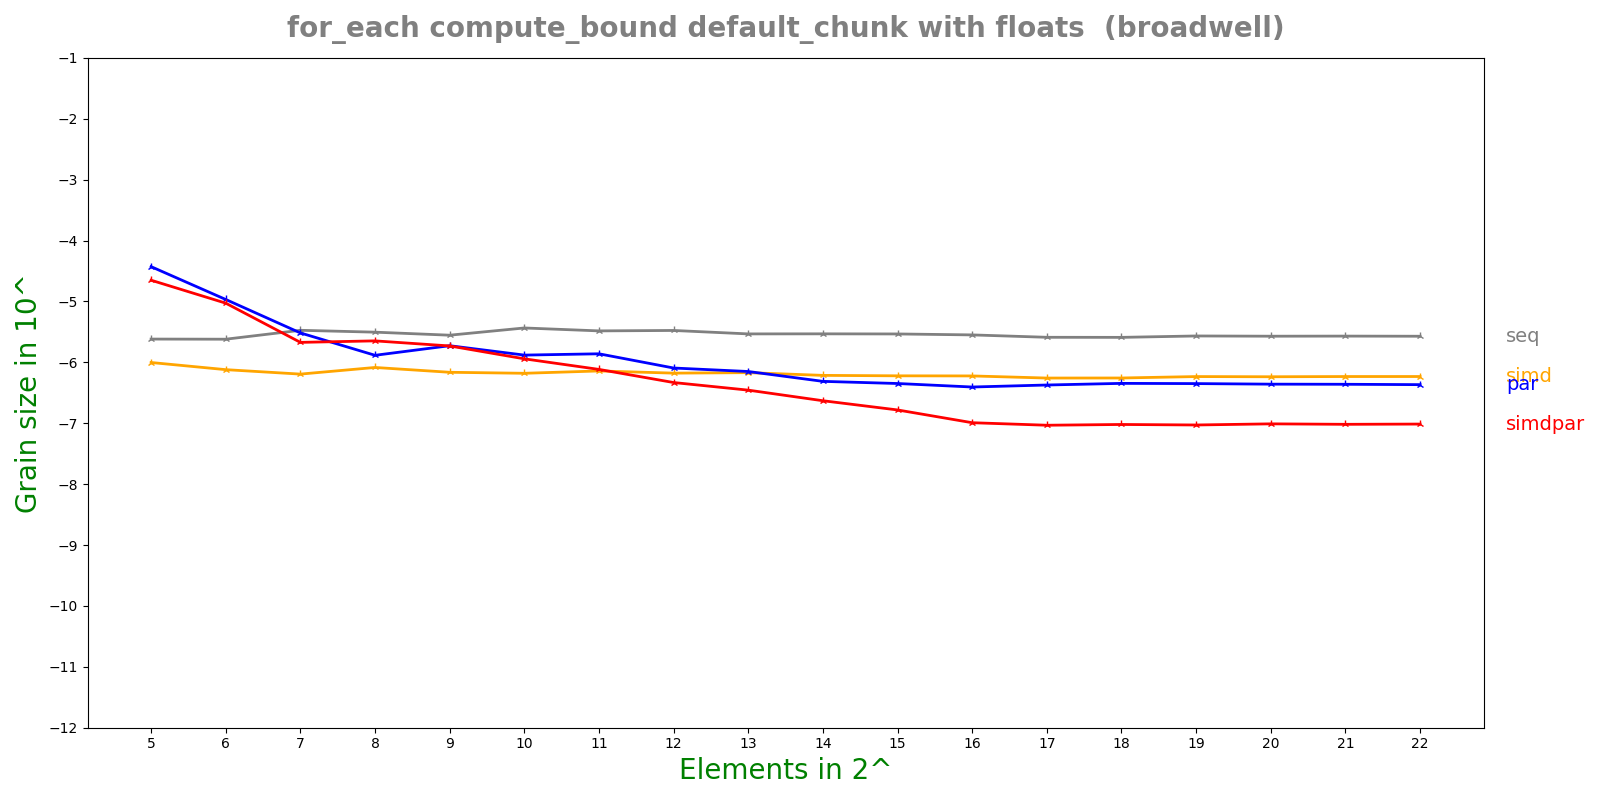 for_each compute_bound default_chunk with floats  (broadwell)
Grain size in 10^
−1
−2
−3
−4
−5
−6
−7
−8
−9
−10
−11
−12
seq
simd
par
simdpar
5 6 7 8 9 10 11 12 13 14 15 16 17 18 19 20 21 22
Elements in 2^